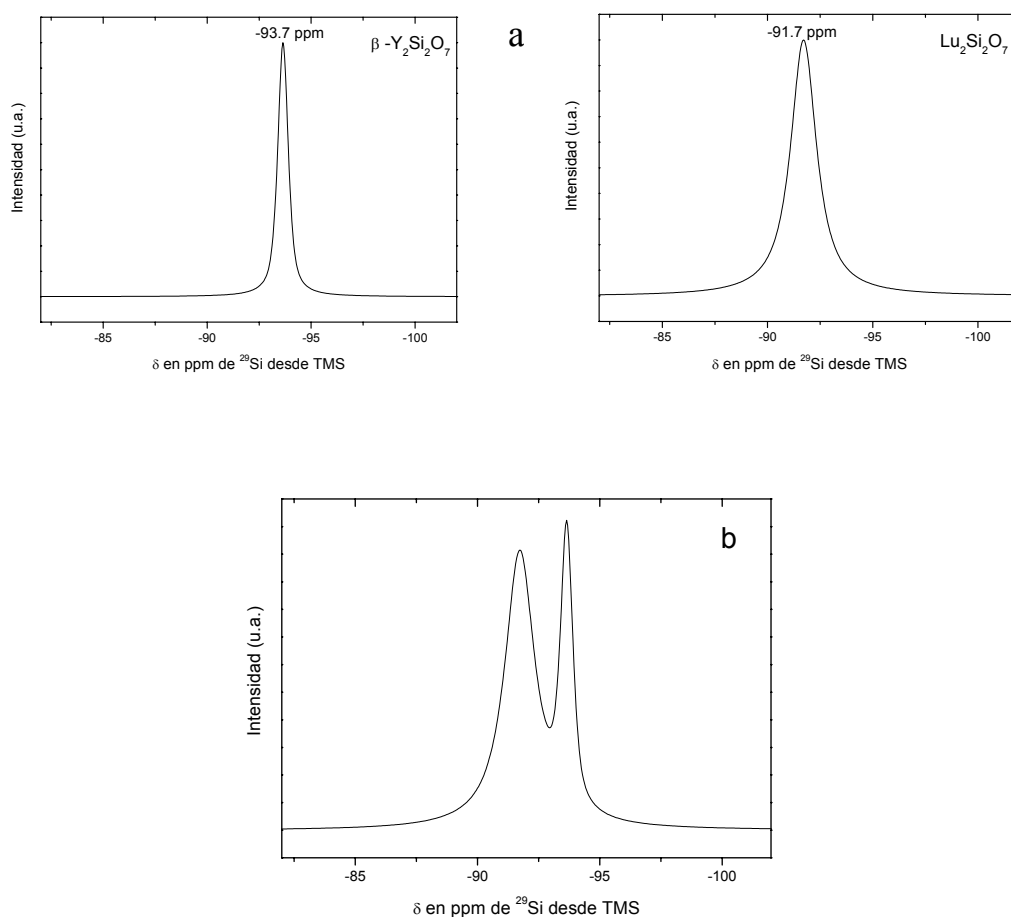 -93.7 ppm
β -Y₂Si₂O₇
Intensidad (u.a.)
-85 -90 -95 -100
δ en ppm de ²⁹Si desde TMS
a
-91.7 ppm
Lu₂Si₂O₇
Intensidad (u.a.)
-85 -90 -95 -100
δ en ppm de ²⁹Si desde TMS
b
Intensidad (u.a.)
-85 -90 -95 -100
δ en ppm de ²⁹Si desde TMS